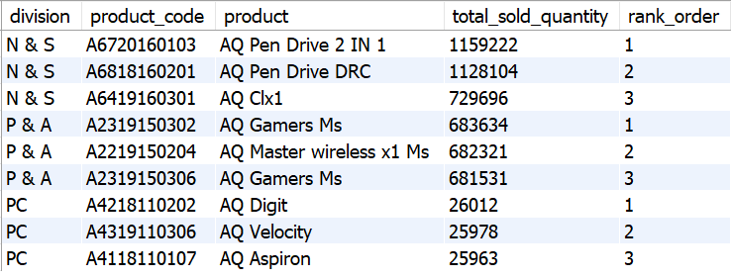 division product_code product total_sold_quantity rank_order
N & S A6720160103 AQ Pen Drive 2 IN 1 1159222 1
N & S A6818160201 AQ Pen Drive DRC 1128104 2
N & S A6419160301 AQ Clx1 729696 3
P & A A2319150302 AQ Gamers Ms 683634 1
P & A A2219150204 AQ Master wireless x1 Ms 682321 2
P & A A2319150306 AQ Gamers Ms 681531 3
PC A4218110202 AQ Digit 26012 1
PC A4319110306 AQ Velocity 25978 2
PC A4118110107 AQ Aspiron 25963 3